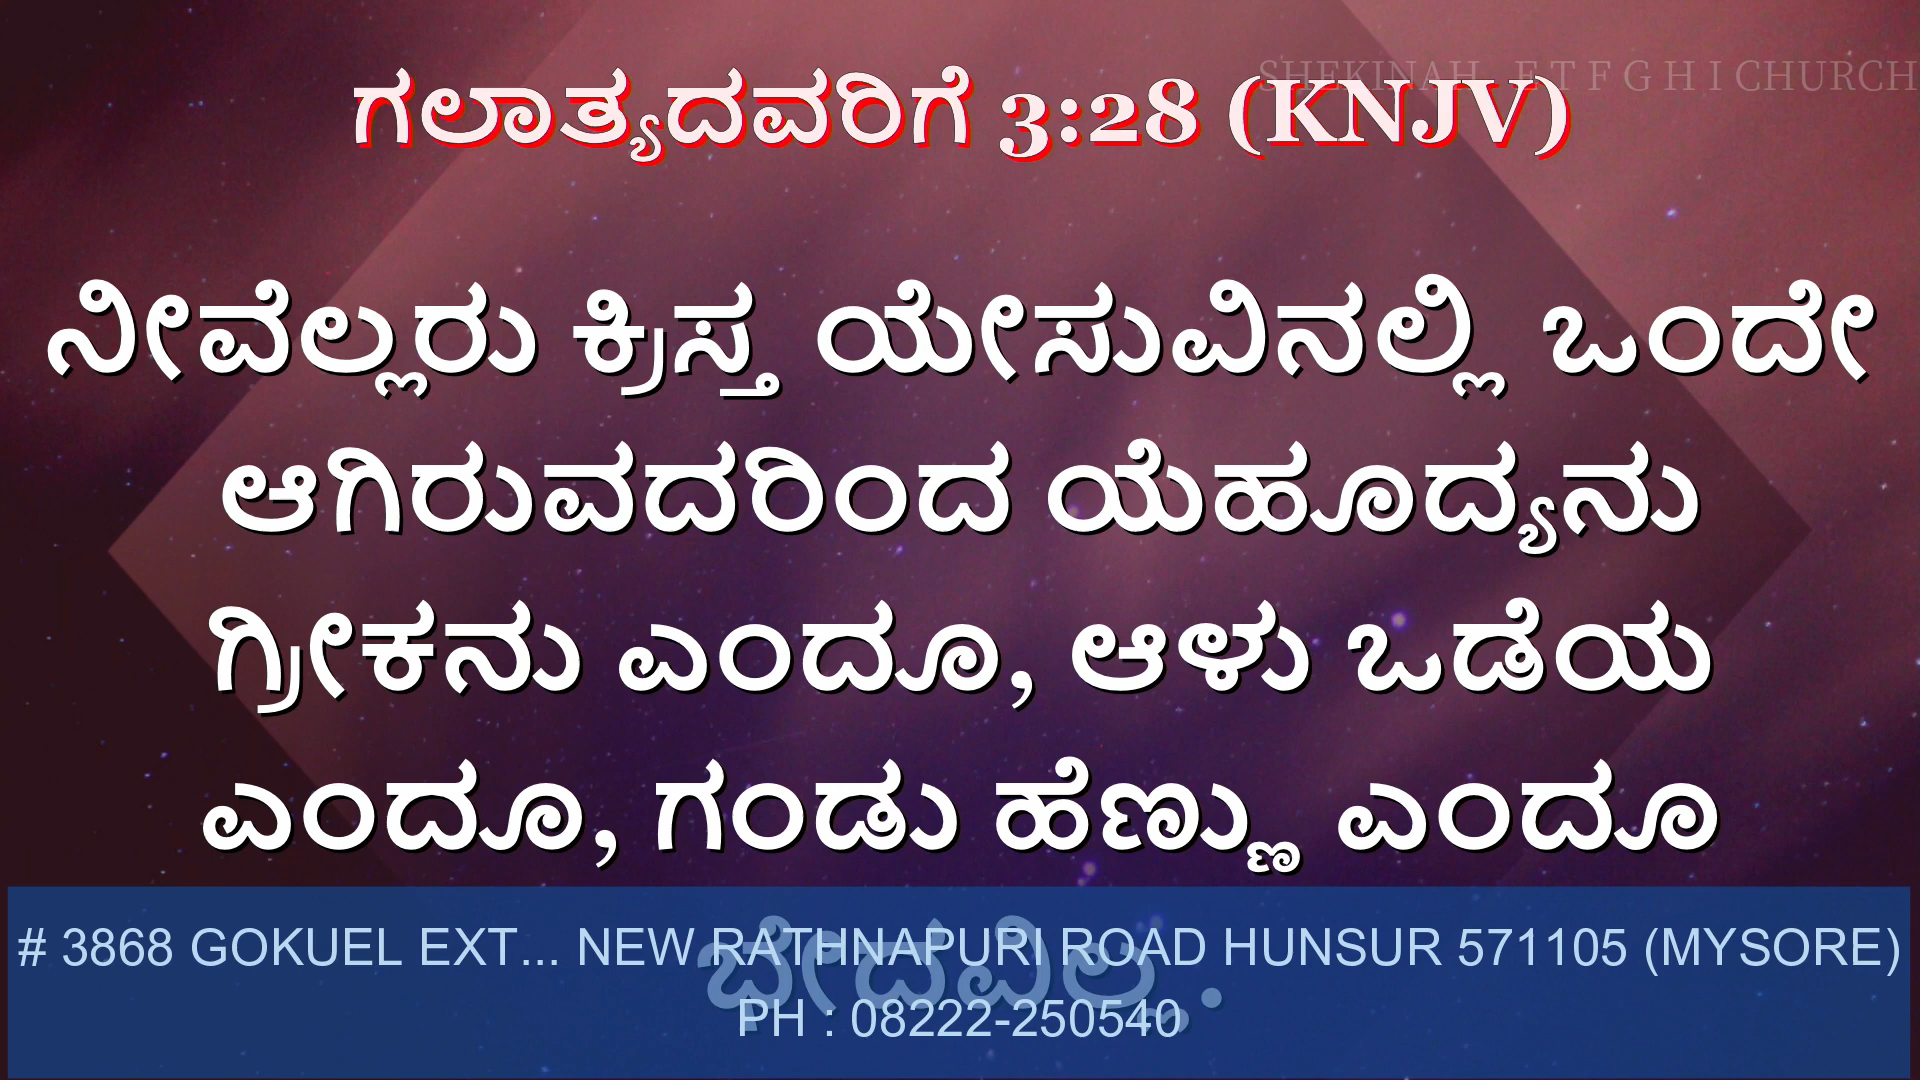 SHEKINAH E T F G H I CHURCH
ಗಲಾತ್ಯದವರಿಗೆ 3:28 (KNJV)
ನೀವೆಲ್ಲರು ಕ್ರಿಸ್ತ ಯೇಸುವಿನಲ್ಲಿ ಒಂದೇ
ಆಗಿರುವದರಿಂದ ಯೆಹೂದ್ಯನು
ಗ್ರೀಕನು ಎಂದೂ, ಆಳು ಒಡೆಯ
ಎಂದೂ, ಗಂಡು ಹೆಣ್ಣು ಎಂದೂ
ಭೇದವಿಲ್ಲ.
# 3868 GOKUEL EXT... NEW RATHNAPURI ROAD HUNSUR 571105 (MYSORE)
PH : 08222-250540